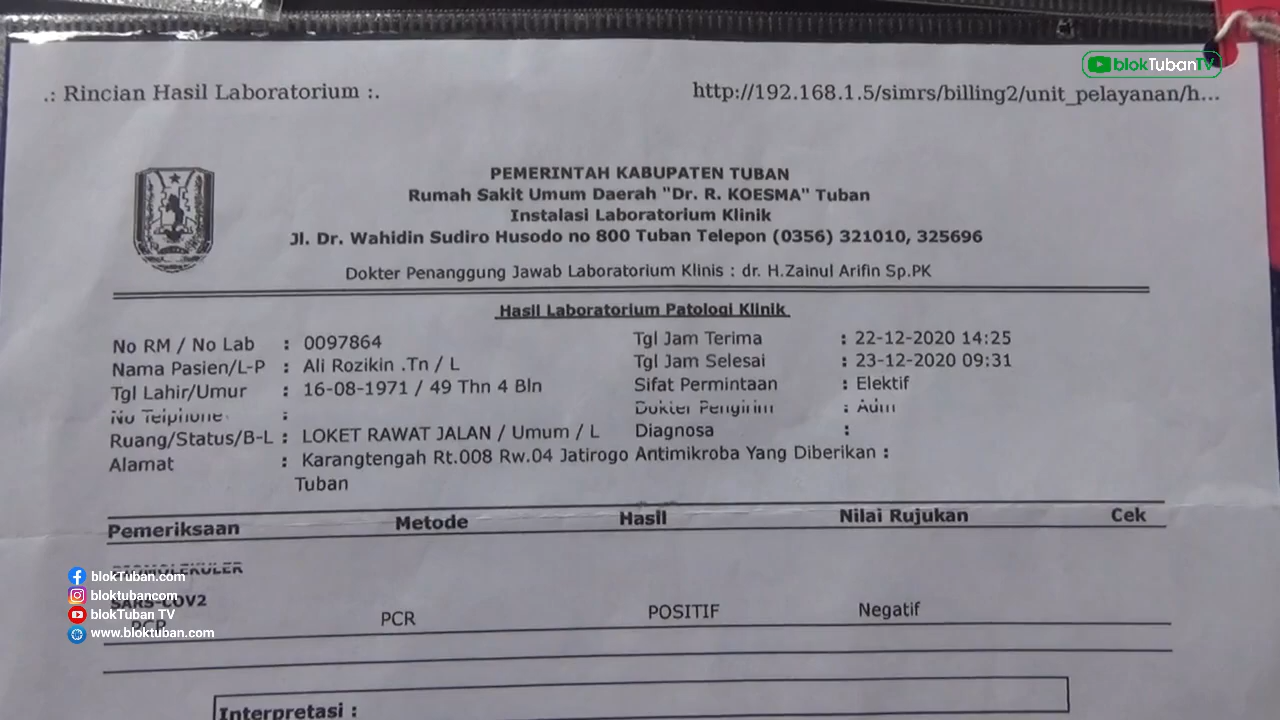 blokTubanTV
.: Rincian Hasil Laboratorium :. http://192.168.1.5/simrs/billing2/unit_pelayanan/h...
PEMERINTAH KABUPATEN TUBAN
Rumah Sakit Umum Daerah "Dr. R. KOESMA" Tuban
Instalasi Laboratorium Klinik
Jl. Dr. Wahidin Sudiro Husodo no 800 Tuban Telepon (0356) 321010, 325696
Dokter Penanggung Jawab Laboratorium Klinis : dr. H.Zainul Arifin Sp.PK
Hasil Laboratorium Patologi Klinik
No RM / No Lab : 0097864 Tgl Jam Terima : 22-12-2020 14:25
Nama Pasien/L-P : Ali Rozikin .Tn / L Tgl Jam Selesai : 23-12-2020 09:31
Tgl Lahir/Umur : 16-08-1971 / 49 Thn 4 Bln Sifat Permintaan : Elektif
No Telphone : Dokter Pengirim :
Ruang/Status/B-L : LOKET RAWAT JALAN / Umum / L Diagnosa :
Alamat : Karangtengah Rt.008 Rw.04 Jatirogo Antimikroba Yang Diberikan :
Tuban
Pemeriksaan Metode Hasil Nilai Rujukan Cek
BIOMOLEKULER
SARS-COV2
PCR PCR POSITIF Negatif
Interpretasi :
blokTuban.com
bloktubancom
blokTuban TV
www.bloktuban.com